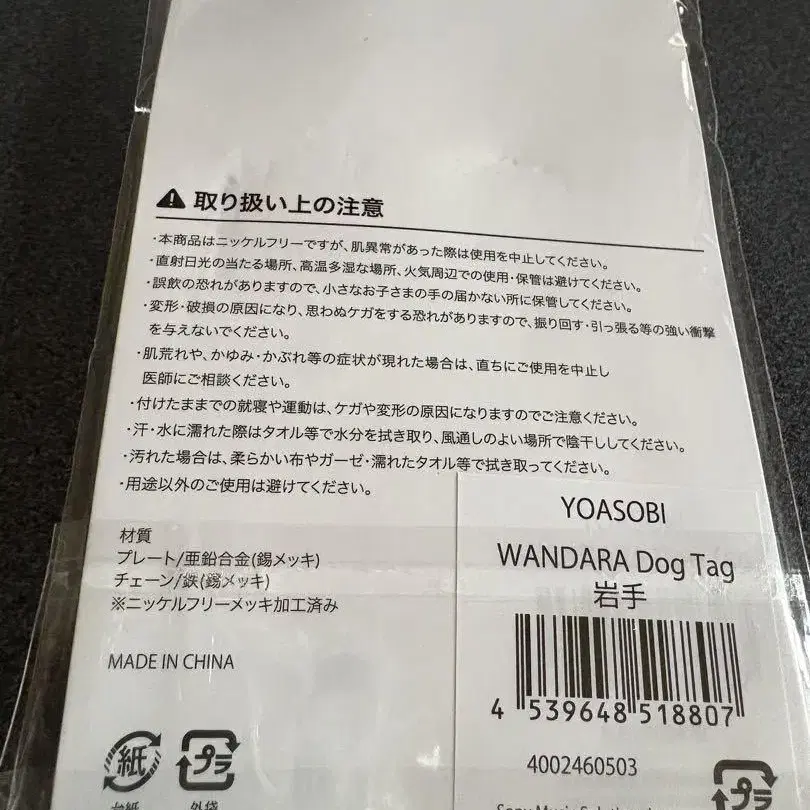 ⚠取り扱い上の注意
・本商品はニッケルフリーですが、肌異常があった際は使用を中止してください。
・直射日光の当たる場所、高温多湿な場所、火気周辺での使用・保管は避けてください。
・誤飲の恐れがありますので、小さなお子さまの手の届かない所に保管してください。
・変形・破損の原因になり、思わぬケガをする恐れがありますので、振り回す・引っ張る等の強い衝撃
を与えないでください。
・肌荒れや、かゆみ・かぶれ等の症状が現れた場合は、直ちにご使用を中止し
医師にご相談ください。
・付けたままでの就寝や運動は、ケガや変形の原因になりますのでご注意ください。
・汗・水に濡れた際はタオル等で水分を拭き取り、風通しのよい場所で陰干ししてください。
・汚れた場合は、柔らかい布やガーゼ・濡れたタオル等で拭き取ってください。
・用途以外のご使用は避けてください。
材質
プレート/亜鉛合金(錫メッキ)
チェーン/鉄(錫メッキ)
※ニッケルフリーメッキ加工済み
MADE IN CHINA
紙
プラ
台紙
外袋
YOASOBI
WANDARA Dog Tag
岩手
4 539648 518807
4002460503
プラ
Sony Music